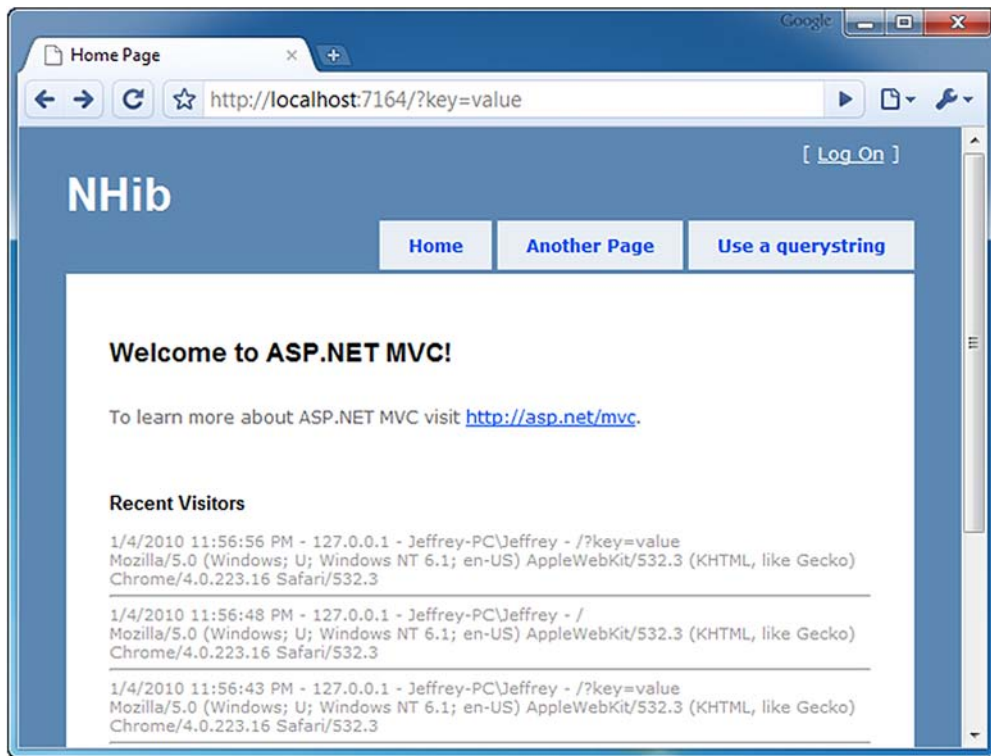 Google
Home Page
http://localhost:7164/?key=value
[ Log On ]
NHib
Home
Another Page
Use a querystring
Welcome to ASP.NET MVC!
To learn more about ASP.NET MVC visit http://asp.net/mvc.
Recent Visitors
1/4/2010 11:56:56 PM - 127.0.0.1 - Jeffrey-PC\Jeffrey - /?key=value
Mozilla/5.0 (Windows; U; Windows NT 6.1; en-US) AppleWebKit/532.3 (KHTML, like Gecko)
Chrome/4.0.223.16 Safari/532.3
1/4/2010 11:56:48 PM - 127.0.0.1 - Jeffrey-PC\Jeffrey - /
Mozilla/5.0 (Windows; U; Windows NT 6.1; en-US) AppleWebKit/532.3 (KHTML, like Gecko)
Chrome/4.0.223.16 Safari/532.3
1/4/2010 11:56:43 PM - 127.0.0.1 - Jeffrey-PC\Jeffrey - /?key=value
Mozilla/5.0 (Windows; U; Windows NT 6.1; en-US) AppleWebKit/532.3 (KHTML, like Gecko)
Chrome/4.0.223.16 Safari/532.3